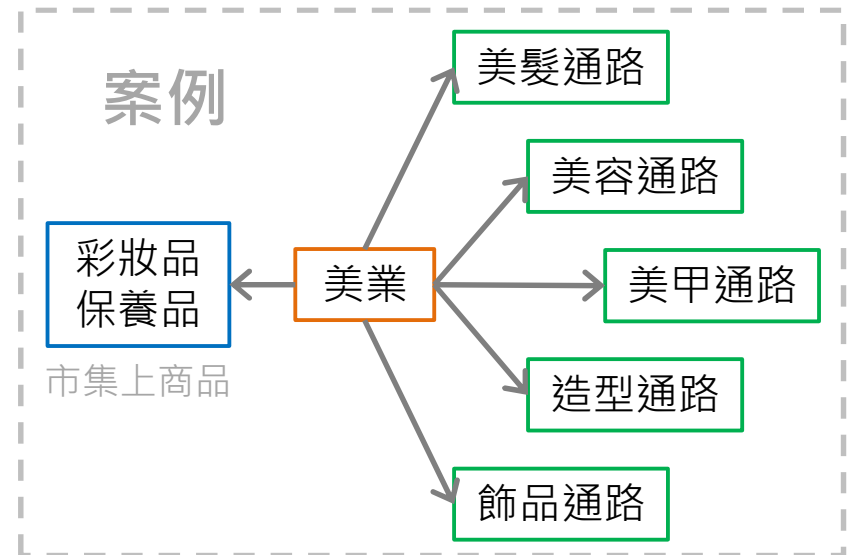 案例
美髮通路
美容通路
彩妝品
保養品
美業
美甲通路
市集上商品
造型通路
飾品通路